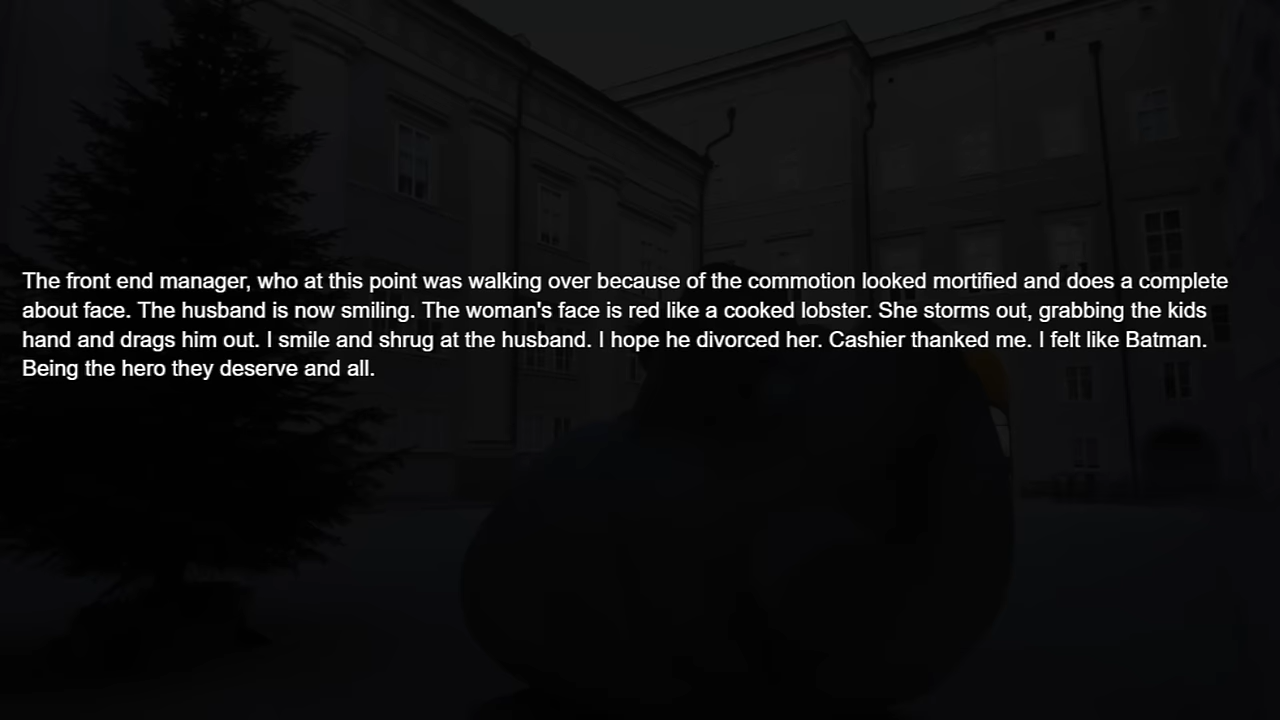 The front end manager, who at this point was walking over because of the commotion looked mortified and does a complete
about face. The husband is now smiling. The woman's face is red like a cooked lobster. She storms out, grabbing the kids
hand and drags him out. I smile and shrug at the husband. I hope he divorced her. Cashier thanked me. I felt like Batman.
Being the hero they deserve and all.